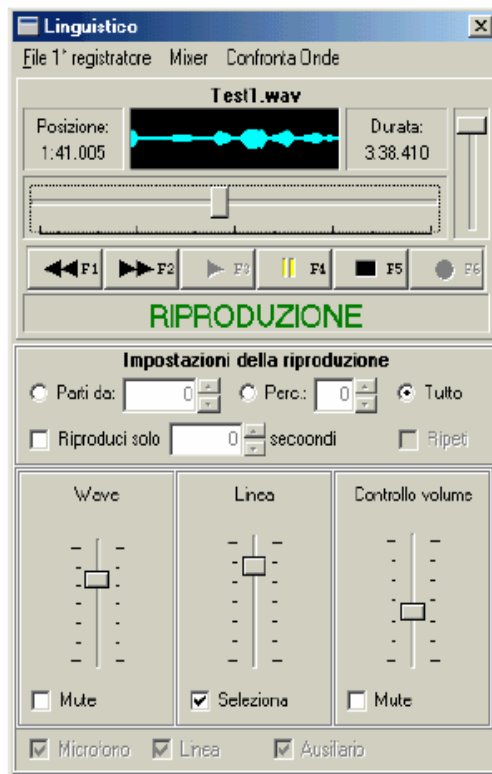 Linguistico
File 1° registratore Mixer Confronta Onde
Test1.wav
Posizione:
1:41.005
Durata:
3.38.410
F1 F2 F3 F4 F5 F6
RIPRODUZIONE
Impostazioni della riproduzione
Parti da: 0 Perc.: 0 Tutto
Riproduci solo 0 secoondi Ripeti
Wave Linea Controllo volume
Mute Seleziona Mute
Microfono Linea Ausiliario